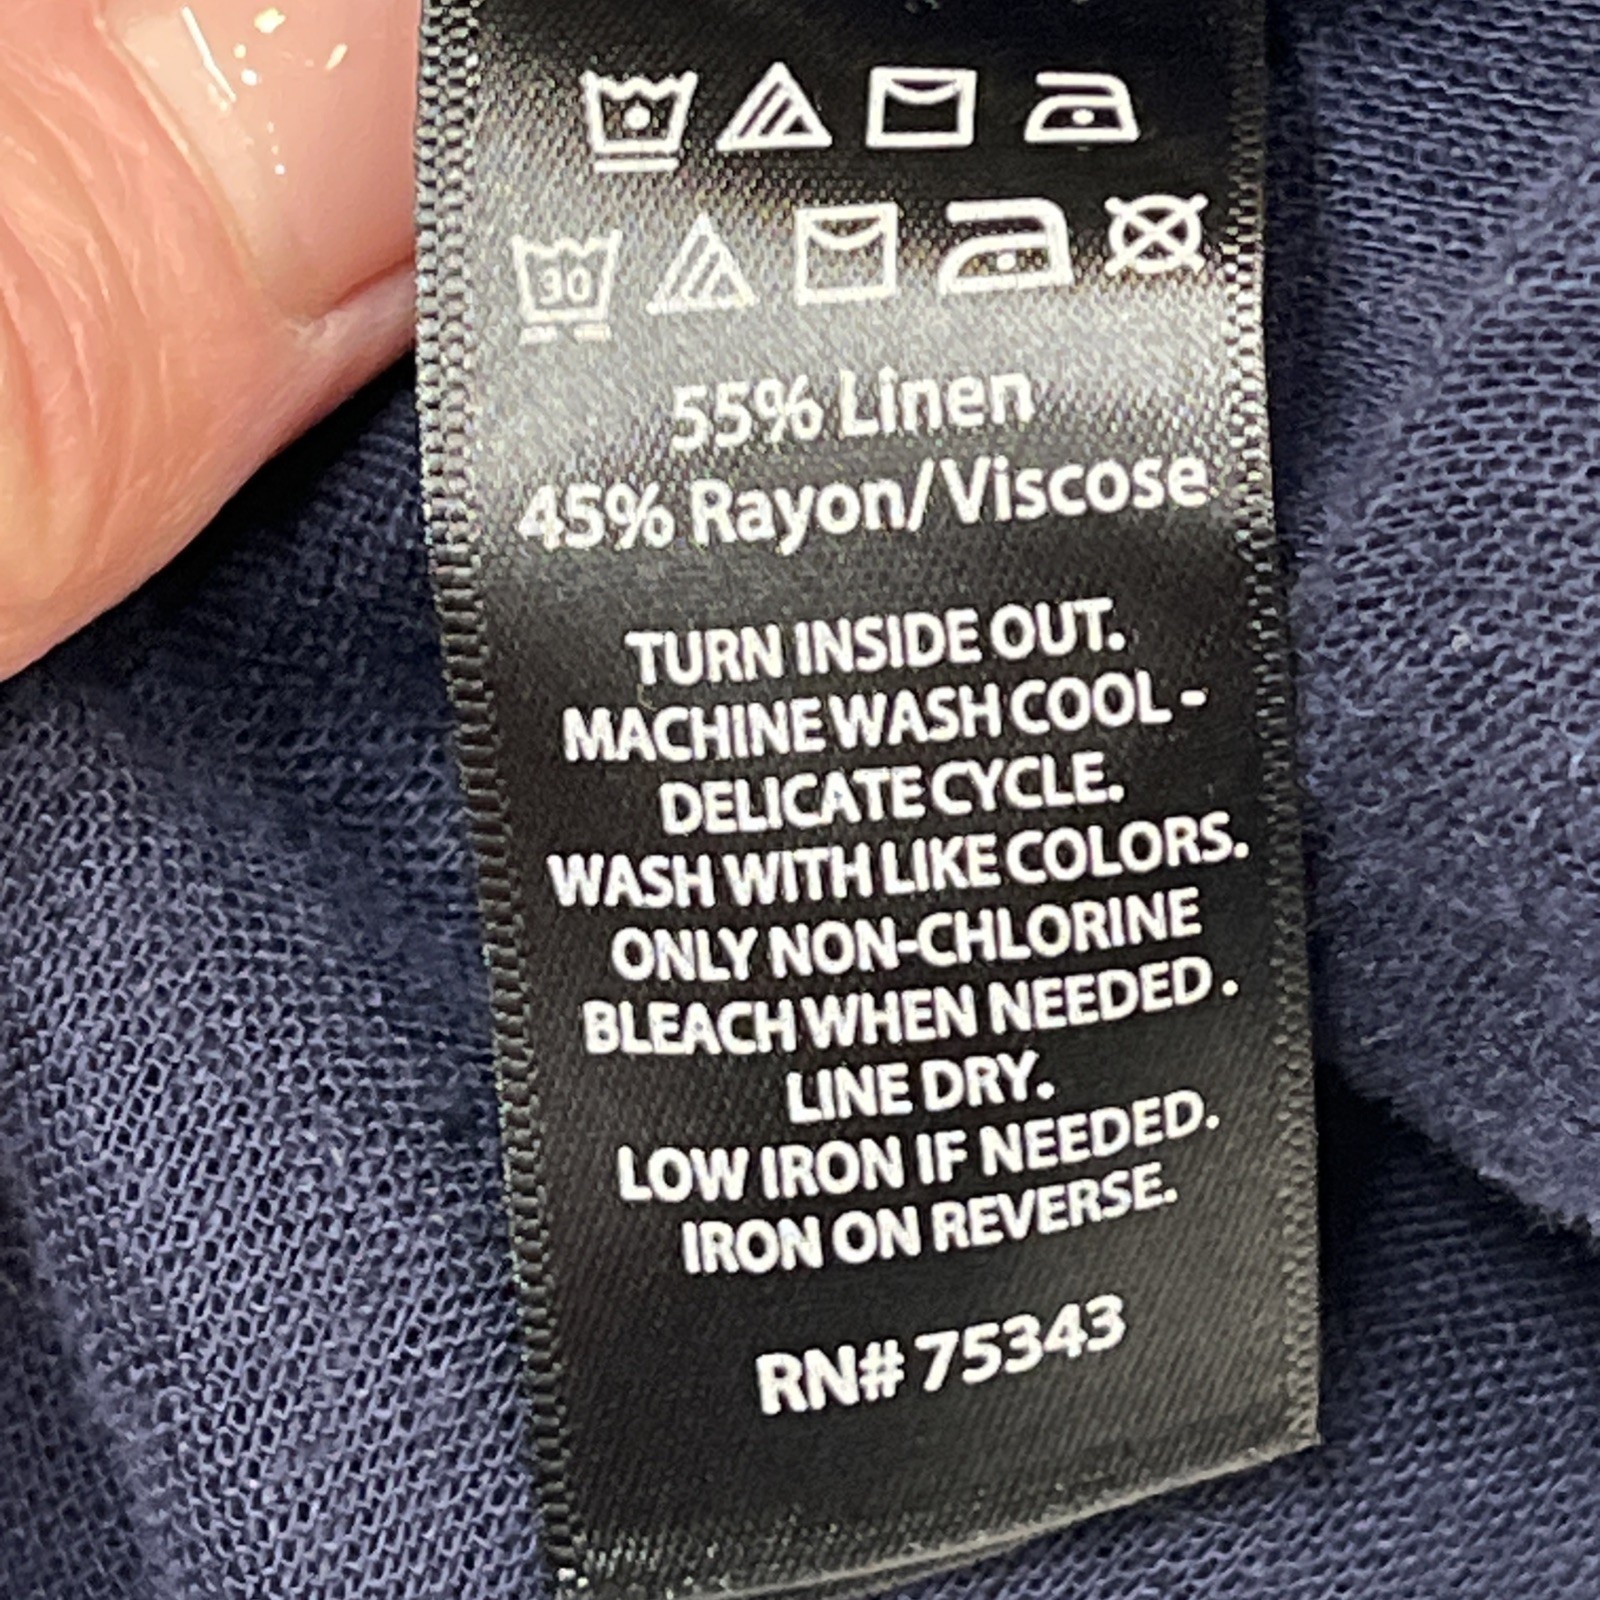 30
55% Linen
45% Rayon/Viscose
TURN INSIDE OUT.
MACHINE WASH COOL -
DELICATE CYCLE.
WASH WITH LIKE COLORS.
ONLY NON-CHLORINE
BLEACH WHEN NEEDED.
LINE DRY.
LOW IRON IF NEEDED.
IRON ON REVERSE.
RN# 75343